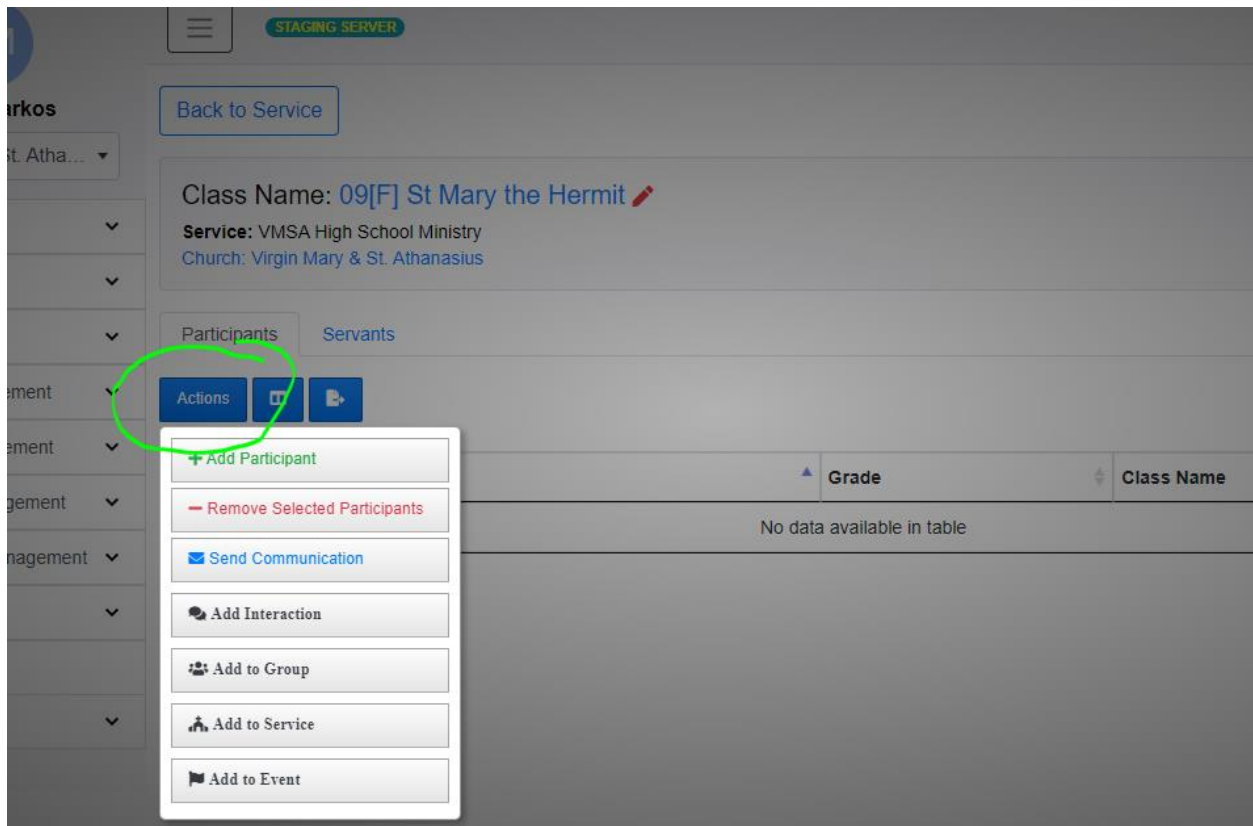 STAGING SERVER
arkos
Back to Service
St. Atha...
Class Name: 09[F] St Mary the Hermit
Service: VMSA High School Ministry
Church: Virgin Mary & St. Athanasius
Participants Servants
ement
Actions
ement
+ Add Participant
Grade Class Name
gement
− Remove Selected Participants
No data available in table
nagement
Send Communication
Add Interaction
Add to Group
Add to Service
Add to Event